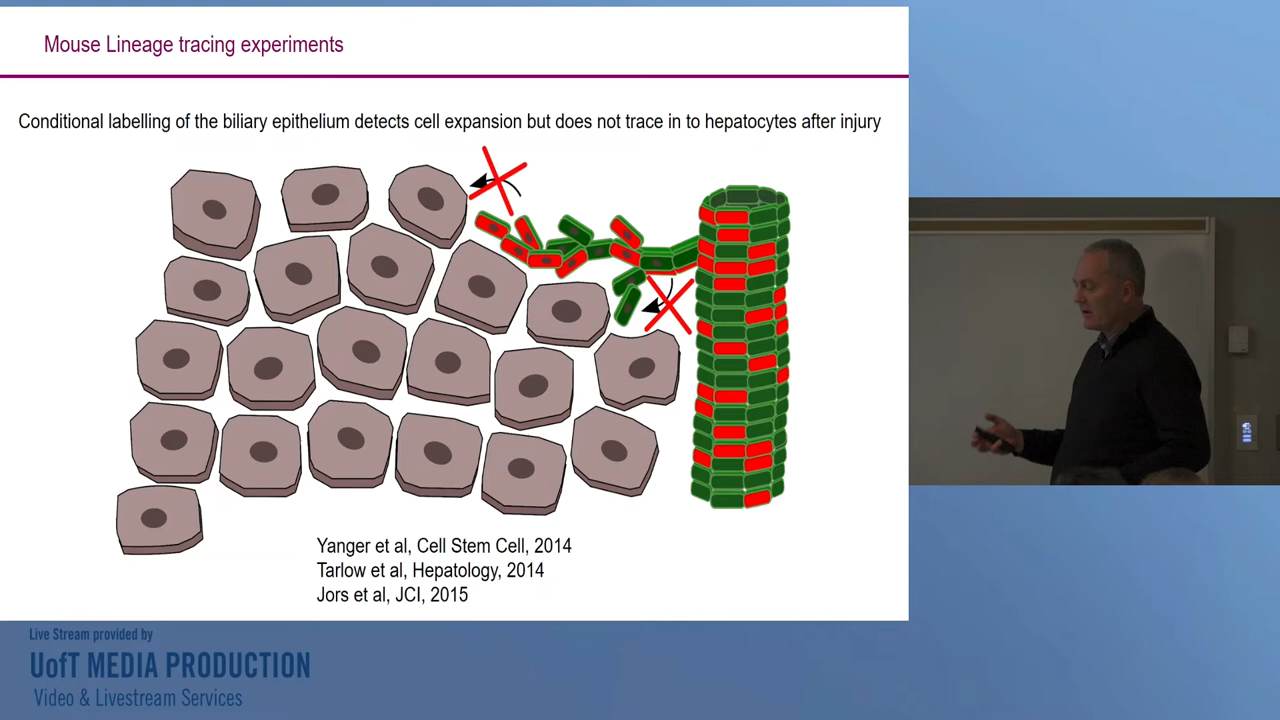 Mouse Lineage tracing experiments
Conditional labelling of the biliary epithelium detects cell expansion but does not trace in to hepatocytes after injury
Yanger et al, Cell Stem Cell, 2014
Tarlow et al, Hepatology, 2014
Jors et al, JCI, 2015
Live Stream provided by
UofT MEDIA PRODUCTION
Video & Livestream Services